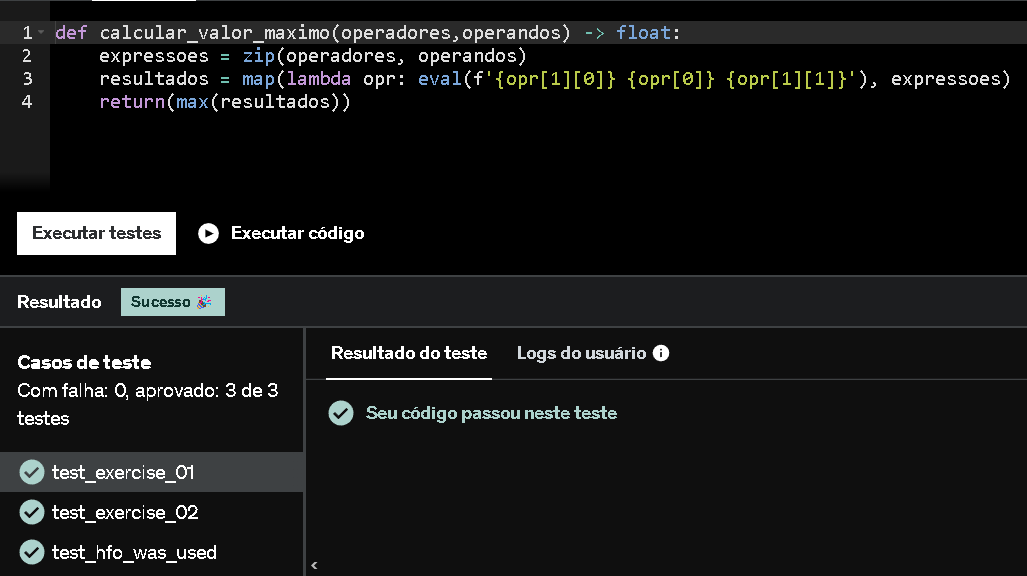 1 def calcular_valor_maximo(operadores,operandos) -> float:
2 expressoes = zip(operadores, operandos)
3 resultados = map(lambda opr: eval(f'{opr[1][0]} {opr[0]} {opr[1][1]}'), expressoes)
4 return(max(resultados))
Executar testes Executar código
Resultado Sucesso 🎉
Casos de teste
Com falha: 0, aprovado: 3 de 3
testes
test_exercise_01
test_exercise_02
test_hfo_was_used
Resultado do teste Logs do usuário
Seu código passou neste teste